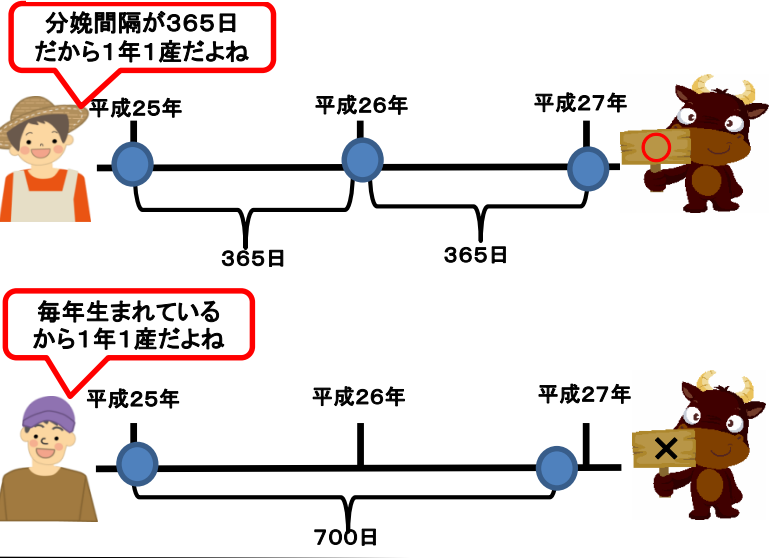 分娩間隔が365日
だから1年1産だよね
平成25年
平成26年
平成27年
○
365日
365日
毎年生まれている
から1年1産だよね
平成25年
平成26年
平成27年
×
700日